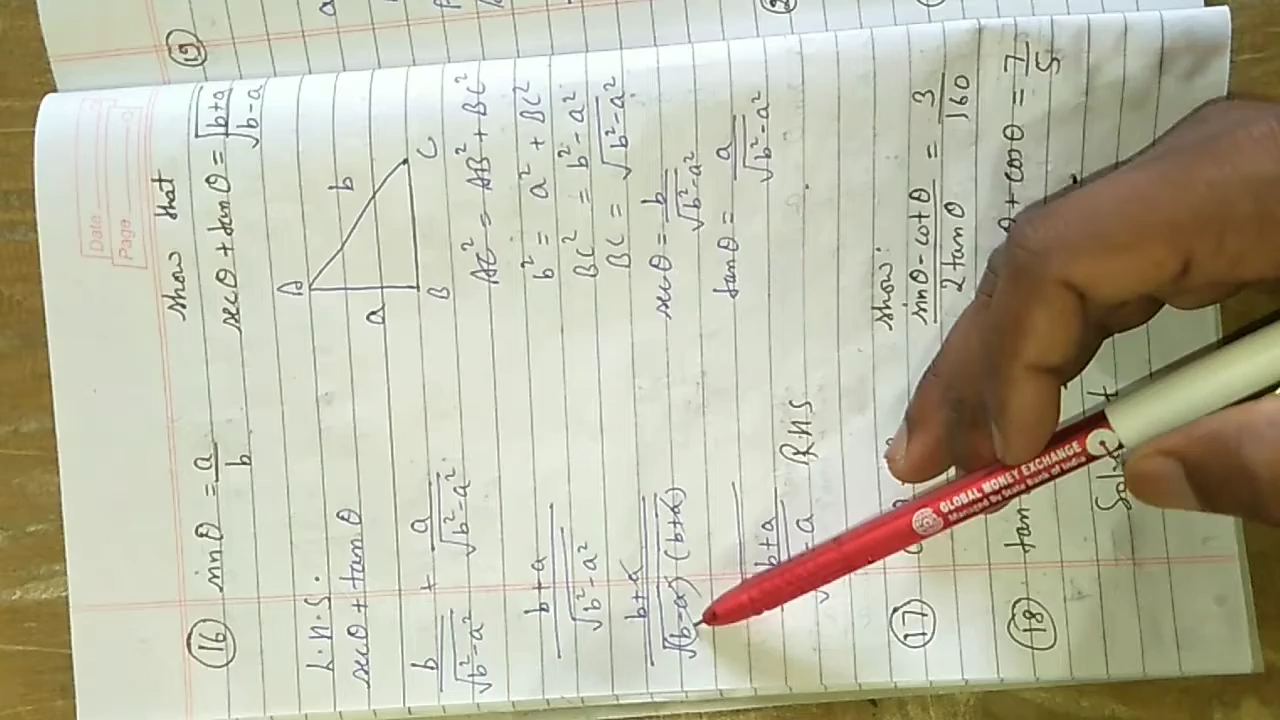 Date
Page
(16) sinθ = a/b show that
secθ + tanθ = √(b+a)/√(b-a)
L.H.S.
secθ + tanθ
b/√(b²-a²) + a/√(b²-a²)
b+a/√(b²-a²)
b+a/√((b-a)(b+a))
b+a
-a RHS
A
a
b
B
C
AC² = AB² + BC²
b² = a² + BC²
BC² = b²-a²
BC = √(b²-a²)
secθ = b/√(b²-a²)
tanθ = a/√(b²-a²)
(17) show:
sinθ - cotθ/2tanθ = 3/160
(18) tan θ + cosθ = 7/5
(19)
GLOBAL MONEY EXCHANGE
Managed By State Bank of India